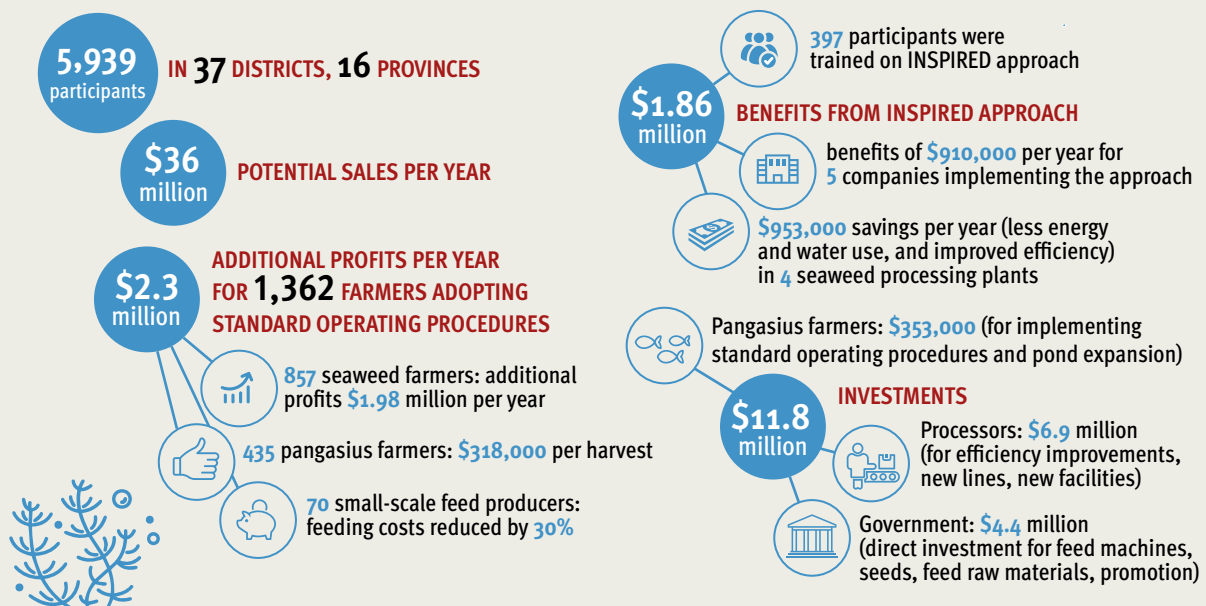 5,939
participants
IN 37 DISTRICTS, 16 PROVINCES
$36
million
POTENTIAL SALES PER YEAR
$2.3
million
ADDITIONAL PROFITS PER YEAR
FOR 1,362 FARMERS ADOPTING
STANDARD OPERATING PROCEDURES
857 seaweed farmers: additional
profits $1.98 million per year
435 pangasius farmers: $318,000 per harvest
70 small-scale feed producers:
feeding costs reduced by 30%
397 participants were
trained on INSPIRED approach
$1.86
million
BENEFITS FROM INSPIRED APPROACH
benefits of $910,000 per year for
5 companies implementing the approach
$953,000 savings per year (less energy
and water use, and improved efficiency)
in 4 seaweed processing plants
Pangasius farmers: $353,000 (for implementing
standard operating procedures and pond expansion)
$11.8
million
INVESTMENTS
Processors: $6.9 million
(for efficiency improvements,
new lines, new facilities)
Government: $4.4 million
(direct investment for feed machines,
seeds, feed raw materials, promotion)